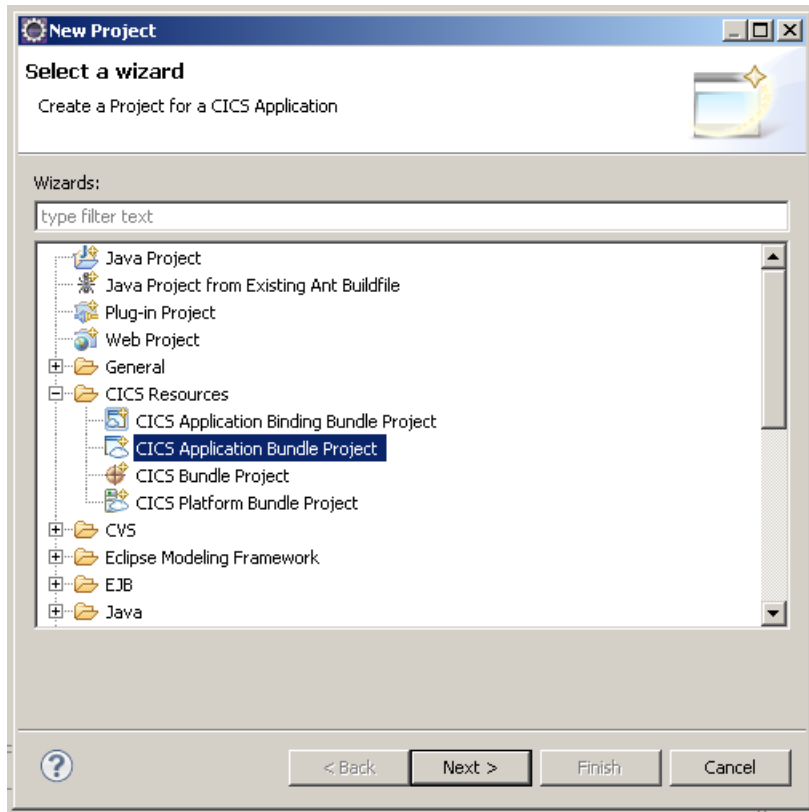 New Project
Select a wizard
Create a Project for a CICS Application
Wizards:
type filter text
Java Project
Java Project from Existing Ant Buildfile
Plug-in Project
Web Project
General
CICS Resources
CICS Application Binding Bundle Project
CICS Application Bundle Project
CICS Bundle Project
CICS Platform Bundle Project
CVS
Eclipse Modeling Framework
EJB
Java
? < Back Next > Finish Cancel